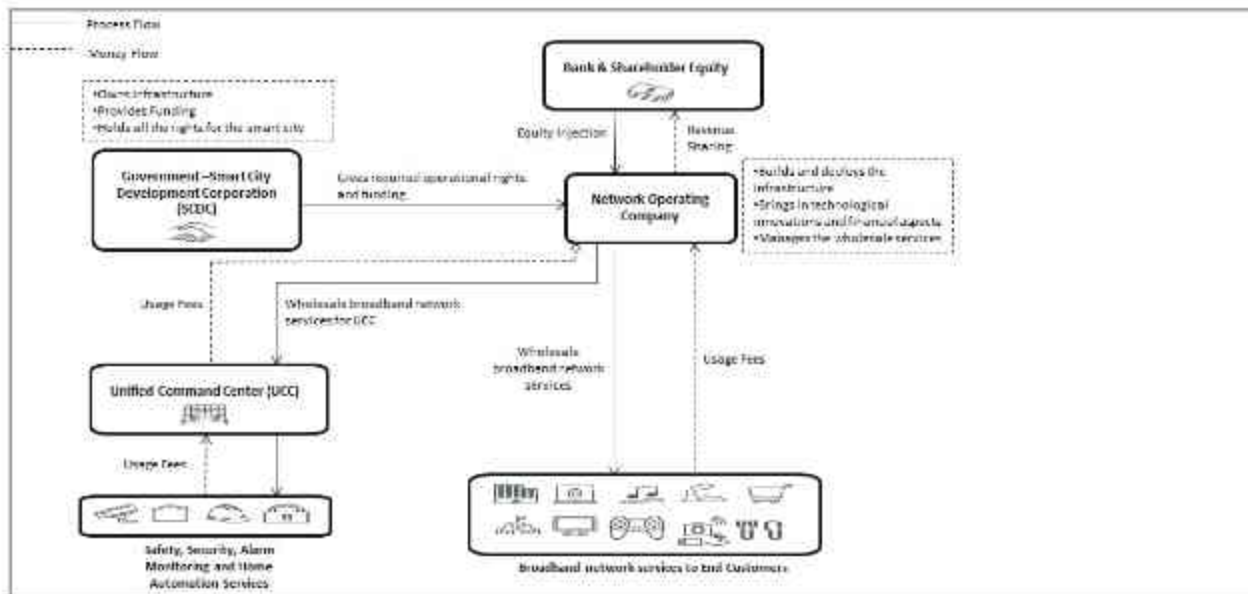 Process Flow
Money Flow
•Owns Infrastructure
•Provides Funding
•Holds all the rights for the smart city
Bank & Shareholder Equity
Equity Injection
Revenue
Sharing
Government –Smart City
Development Corporation
(SCDC)
Gives required operational rights
and funding
Network Operating
Company
•Builds and deploys the
infrastructure
•Brings in technological
innovations and financial aspects
•Manages the wholesale services
Usage Fees
Wholesale broadband network
services for UCC
Wholesale
broadband network
services
Usage Fees
Unified Command Center (UCC)
Usage Fees
Safety, Security, Alarm
Monitoring and Home
Automation Services
Broadband network services to End Customers